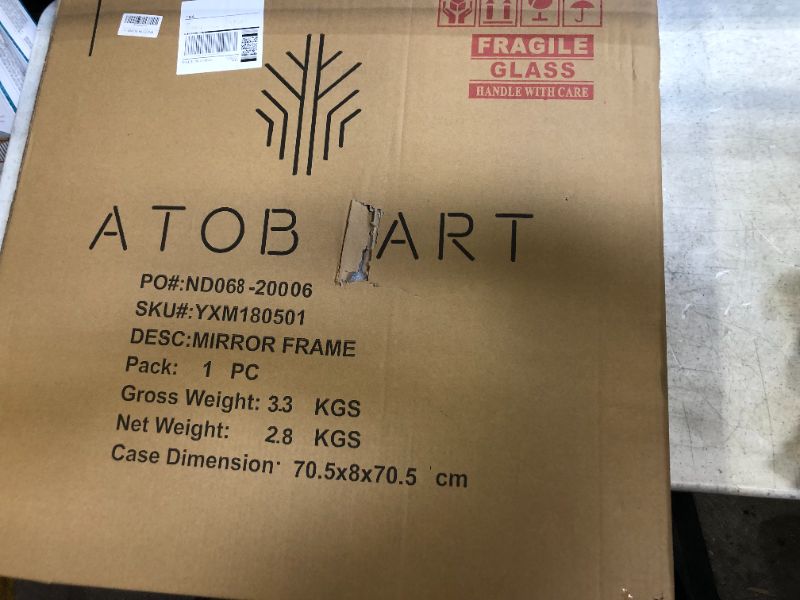 FRAGILE
GLASS
HANDLE WITH CARE
ATOB ART
PO#:ND068-20006
SKU#:YXM180501
DESC:MIRROR FRAME
Pack: 1 PC
Gross Weight: 3.3 KGS
Net Weight: 2.8 KGS
Case Dimension: 70.5x8x70.5 cm